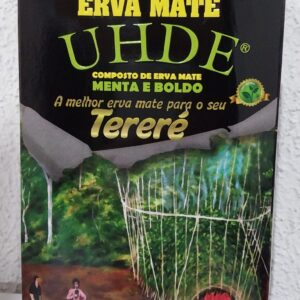 ERVA MATE
UHDE®
COMPOSTO DE ERVA MATE
MENTA E BOLDO
A melhor erva mate para o seu
Tereré